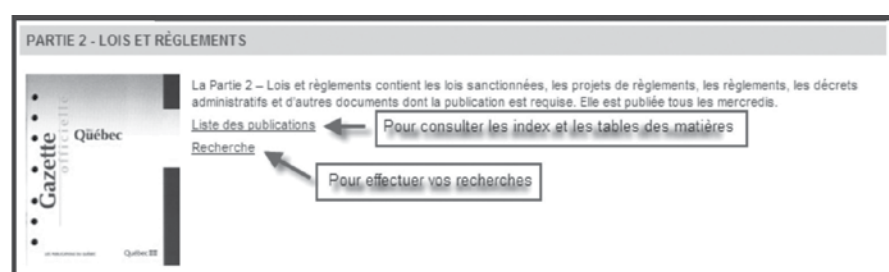 PARTIE 2 - LOIS ET RÈGLEMENTS
La Partie 2 – Lois et règlements contient les lois sanctionnées, les projets de règlements, les règlements, les décrets
administratifs et d'autres documents dont la publication est requise. Elle est publiée tous les mercredis.
Liste des publications
Pour consulter les index et les tables des matières
Recherche
Pour effectuer vos recherches
Gazette
officielle
Québec
Québec